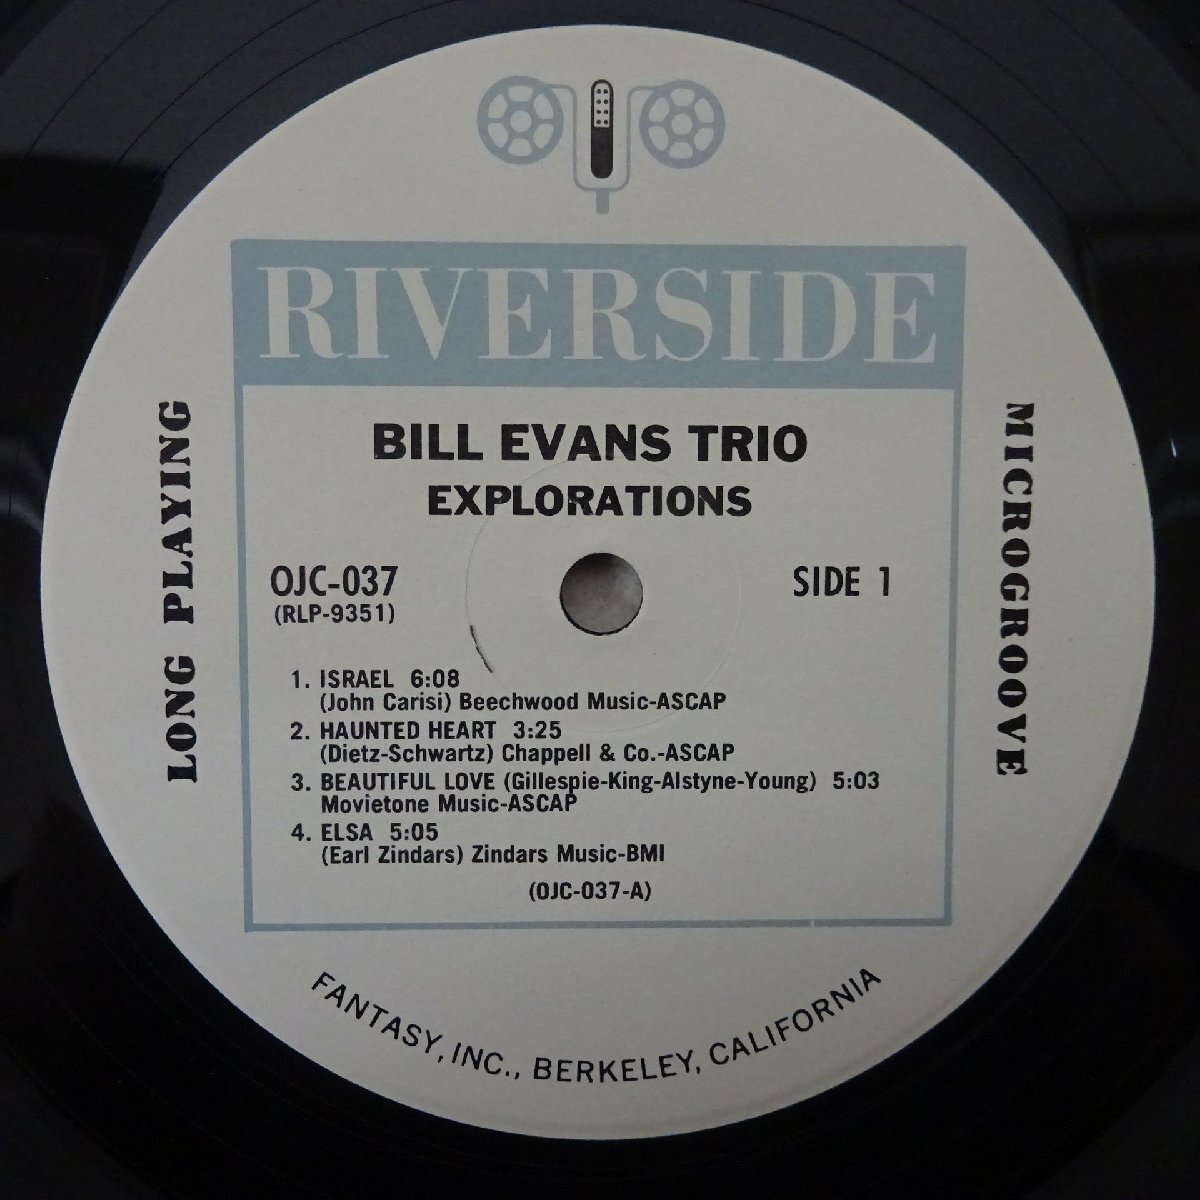 RIVERSIDE
LONG PLAYING
MICROGROOVE
BILL EVANS TRIO
EXPLORATIONS
OJC-037
(RLP-9351)
SIDE 1
1. ISRAEL 6:08
(John Carisi) Beechwood Music-ASCAP
2. HAUNTED HEART 3:25
(Dietz-Schwartz) Chappell & Co.-ASCAP
3. BEAUTIFUL LOVE (Gillespie-King-Alstyne-Young) 5:03
Movietone Music-ASCAP
4. ELSA 5:05
(Earl Zindars) Zindars Music-BMI
(OJC-037-A)
FANTASY, INC., BERKELEY, CALIFORNIA